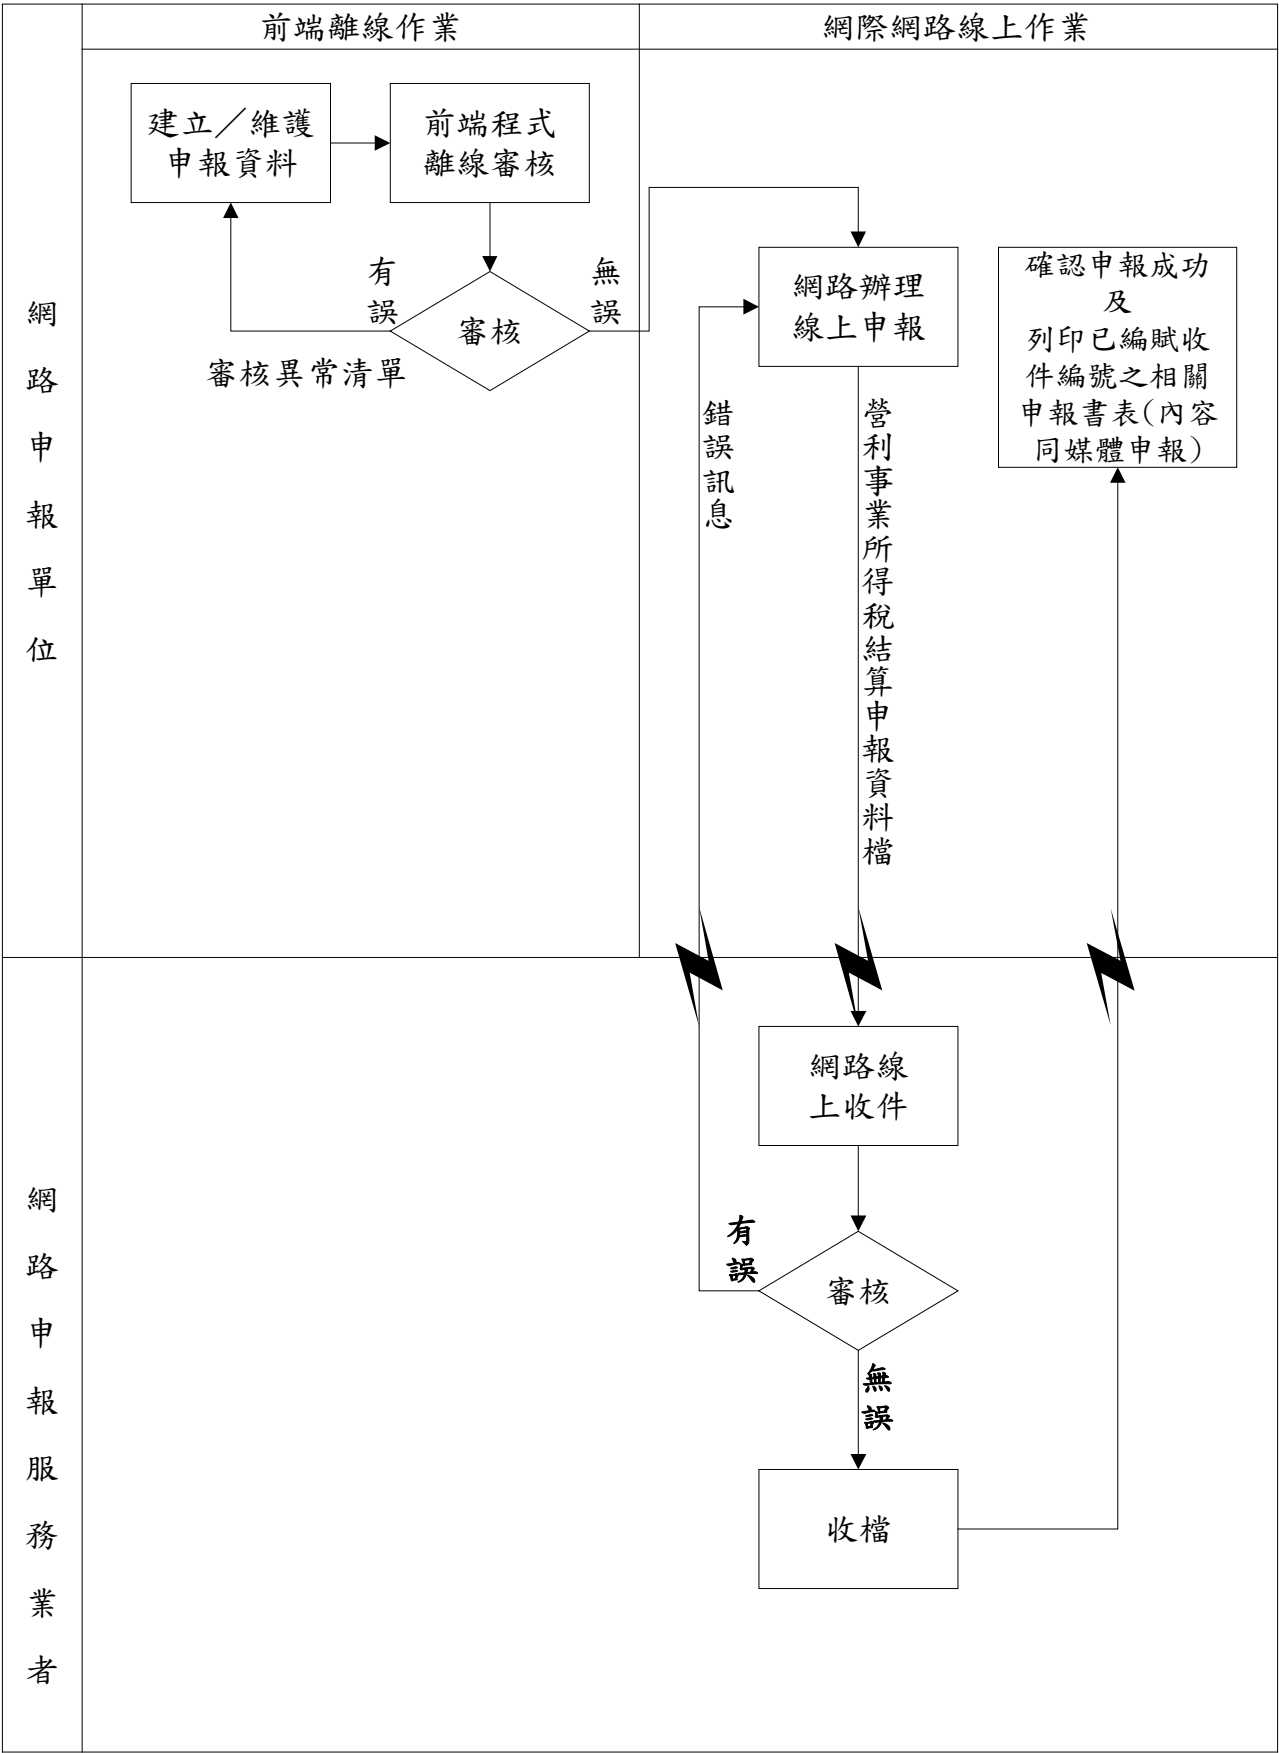 前端離線作業
網際網路線上作業
網路申報單位
建立／維護
申報資料
前端程式
離線審核
有誤
無誤
審核
審核異常清單
網路辦理
線上申報
確認申報成功
及
列印已編賦收
件編號之相關
申報書表(內容
同媒體申報)
錯誤訊息
營利事業所得稅結算申報資料檔
網路申報服務業者
網路線
上收件
有誤
審核
無誤
收檔